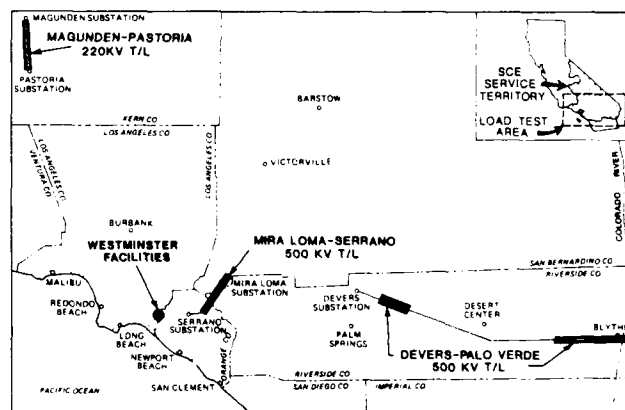 MAGUNDEN SUBSTATION
MAGUNDEN-PASTORIA
220KV T/L
PASTORIA
SUBSTATION
KERN CO
LOS ANGELES CO
BARSTOW
SCE
SERVICE
TERRITORY
LOAD TEST
AREA
LOS ANGELES CO
VENTURA CO
LOS ANGELES CO
VICTORVILLE
COLORADO RIVER
BURBANK
WESTMINSTER
FACILITIES
MIRA LOMA-SERRANO
500 KV T/L
SAN BERNARDINO CO
RIVERSIDE CO
MALIBU
MIRA LOMA
SUBSTATION
REDONDO
BEACH
SERRANO
SUBSTATION
DEVERS
SUBSTATION
DESERT
CENTER
LONG
BEACH
PALM
SPRINGS
BLYTHE
NEWPORT
BEACH
ORANGE
DEVERS-PALO VERDE
500 KV T/L
SAN CLEMENT
PACIFIC OCEAN
RIVERSIDE CO
SAN DIEGO CO
IMPERIAL CO